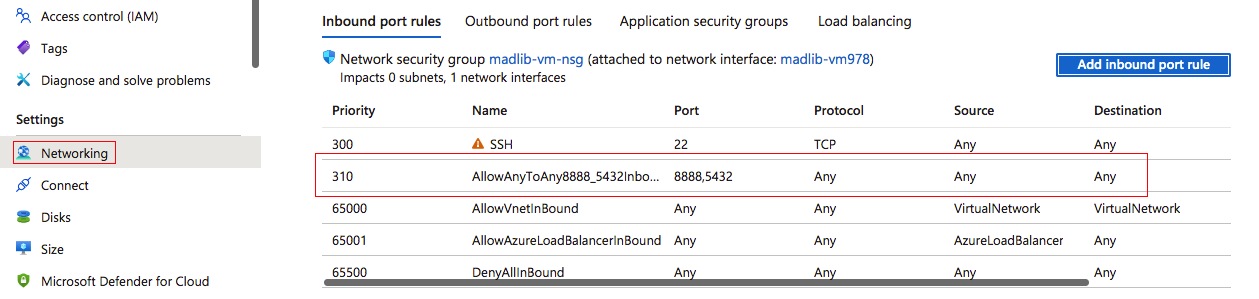 Access control (IAM)
Tags
Diagnose and solve problems
Settings
Networking
Connect
Disks
Size
Microsoft Defender for Cloud
Inbound port rules Outbound port rules Application security groups Load balancing
Network security group madlib-vm-nsg (attached to network interface: madlib-vm978)
Impacts 0 subnets, 1 network interfaces
Add inbound port rule
Priority Name Port Protocol Source Destination
300 SSH 22 TCP Any Any
310 AllowAnyToAny8888_5432Inbo... 8888,5432 Any Any Any
65000 AllowVnetInBound Any Any VirtualNetwork VirtualNetwork
65001 AllowAzureLoadBalancerInBound Any Any AzureLoadBalancer Any
65500 DenyAllInBound Any Any Any Any